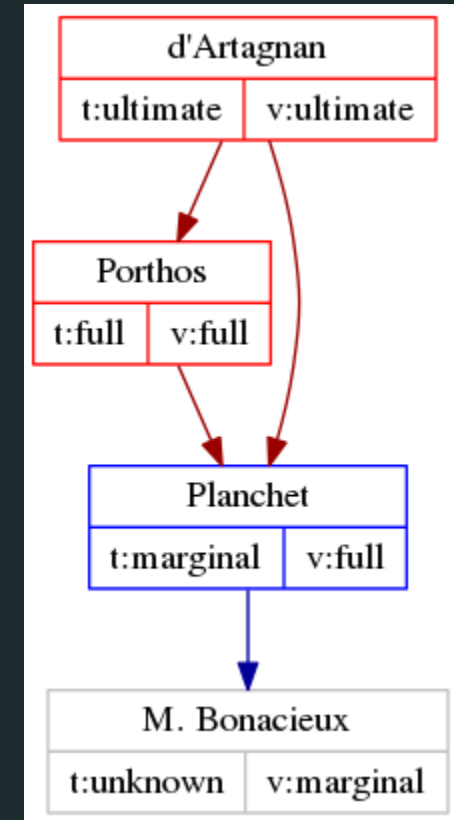 d'Artagnan
t:ultimate v:ultimate
Porthos
t:full v:full
Planchet
t:marginal v:full
M. Bonacieux
t:unknown v:marginal